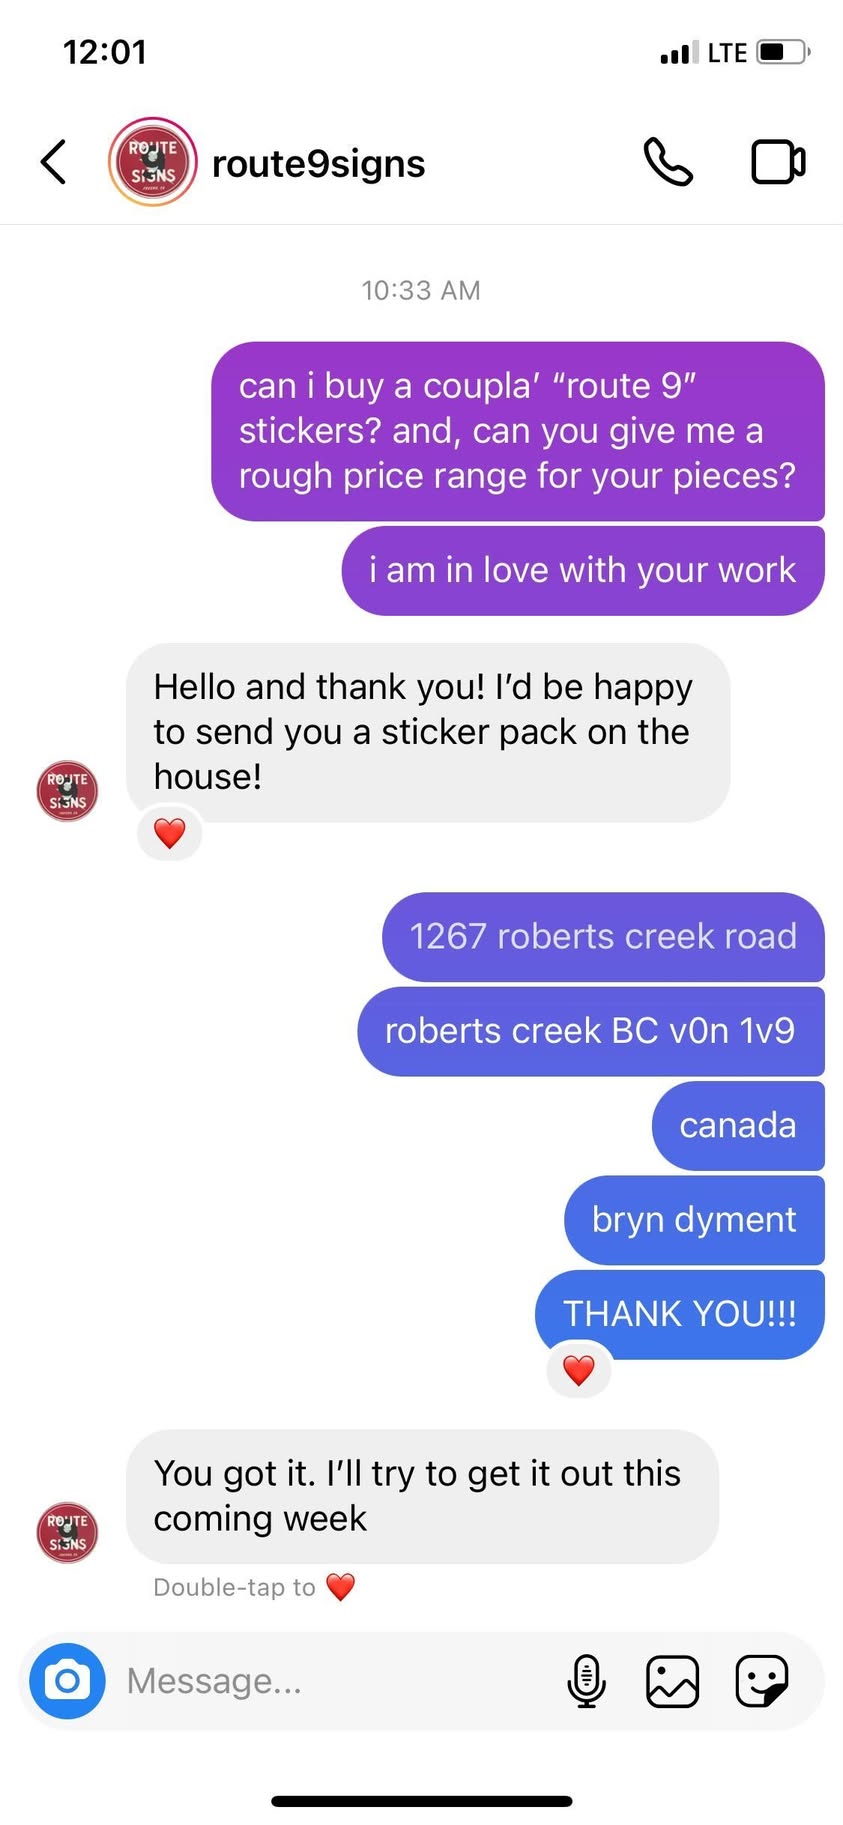 12:01
LTE
ROUTE
9
SIGNS
route9signs
10:33 AM
can i buy a coupla’ “route 9”
stickers? and, can you give me a
rough price range for your pieces?
i am in love with your work
Hello and thank you! I’d be happy
to send you a sticker pack on the
house!
ROUTE
9
SIGNS
1267 roberts creek road
roberts creek BC v0n 1v9
canada
bryn dyment
THANK YOU!!!
You got it. I’ll try to get it out this
coming week
ROUTE
9
SIGNS
Double-tap to ❤️
Message...